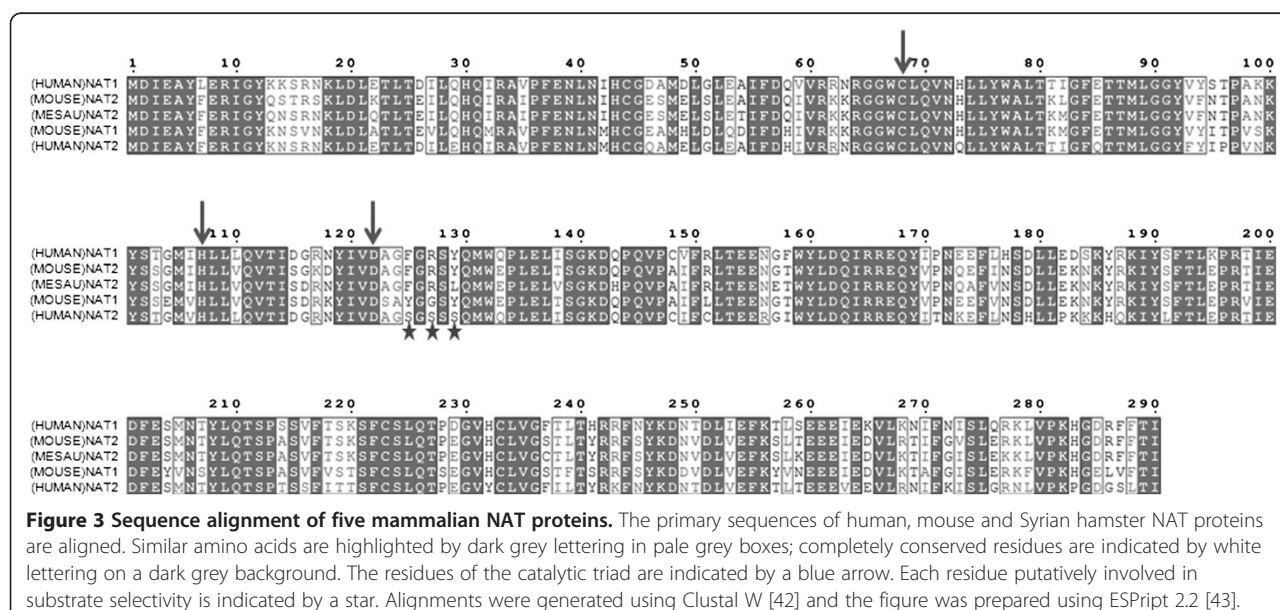 1 10 20 30 40 50 60 70 80 90 100
(HUMAN)NAT1 MDIEAYLERIGYKKSRNKLDLETLTDILQHQIRAVPFENLNIHCGDAMDLGLEAIFDQVVRRNRGGWCLQVNHLLYWALTTIGFETTMLGGYVYSTPAKK
(MOUSE)NAT2
(MESAU)NAT2
(MOUSE)NAT1 MDIEAYFERIGYKNSVNKLDLATLTEVLQHQMRAVPFENLNMHCGEAMHLDLQDIFDHIVRKKRGGWCLQVNHLLYWALTKMGFETTMLGGYVYITPVSK
(HUMAN)NAT2 MDIEAYFERIGYKNSRNKLDLETLTDILEHQIRAVPFENLNMHCGQAMELGLEAIFDHIVRRNRGGWCLQVNQLLYWALTTIGFQTTMLGGYFYIPPVNK
110 120 130 140 150 160 170 180 190 200
(HUMAN)NAT1 YSTGMIHLLLQVTIDGRNYIVDAGFGRSYQMWQPLELISGKDQPQVPCVFRLTEENGFWYLDQIRREQYIPNEEFLHSDLLEDSKYRKIYSFTLKPRTIE
(MOUSE)NAT2 YSSGMIHLLVQVTISGKDYIVDAGFGRSYQMWEPLELTSGKDQPQVPAIFRLTEENGTWYLDQIRREQYVPNQEFINSDLLEKNKYRKIYSFTLEPRTIE
(MESAU)NAT2
(MOUSE)NAT1 YSSEMVHLLVQVTISDRKYIVDSAYGGSYQMWEPLELTSGKDQPQVPAIFLLTEENGTWYLDQIRREQYVPNEEFVNSDLLEKNKYRKIYSFTLEPRVIE
(HUMAN)NAT2 YSTGMVHLLLQVTIDGRNYIVDAGSGSSSQMWQPLELISGKDQPQVPCIFCLTEERGIWYLDQIRREQYITNKEFLNSHLLPKKKHQKIYLFTLEPRTIE
210 220 230 240 250 260 270 280 290
(HUMAN)NAT1 DFESMNTYLQTSPSSVFTSKSFCSLQTPDGVHCLVGFTLTHRRFNYKDNTDLIEFKTLSEEEIEKVLKNIFNISLQRKLVPKHGDRFFTI
(MOUSE)NAT2 DFESMNTYLQTSPASVFTSKSFCSLQTPEGVHCLVGSTLTYRRFSYKDNVDLVEFKSLTEEEIEDVLRTIFGVSLERKLVPKHGDRFFTI
(MESAU)NAT2
(MOUSE)NAT1 DFEYVNSYLQTSPASVFVSTSFCSLQTSEGVHCLVGSTFTSRRFSYKDDVDLVEFKYVNEEEIEDVLKTAFGISLERKFVPKHGELVFTI
(HUMAN)NAT2 DFESMNTYLQTSPTSSFITTSFCSLQTPEGVYCLVGFILTYRKFNYKDNTDLVEFKTLTEEEVEEVLRNIFKISLGRNLVPKPGDGSLTI
Figure 3 Sequence alignment of five mammalian NAT proteins. The primary sequences of human, mouse and Syrian hamster NAT proteins
are aligned. Similar amino acids are highlighted by dark grey lettering in pale grey boxes; completely conserved residues are indicated by white
lettering on a dark grey background. The residues of the catalytic triad are indicated by a blue arrow. Each residue putatively involved in
substrate selectivity is indicated by a star. Alignments were generated using Clustal W [42] and the figure was prepared using ESPript 2.2 [43].